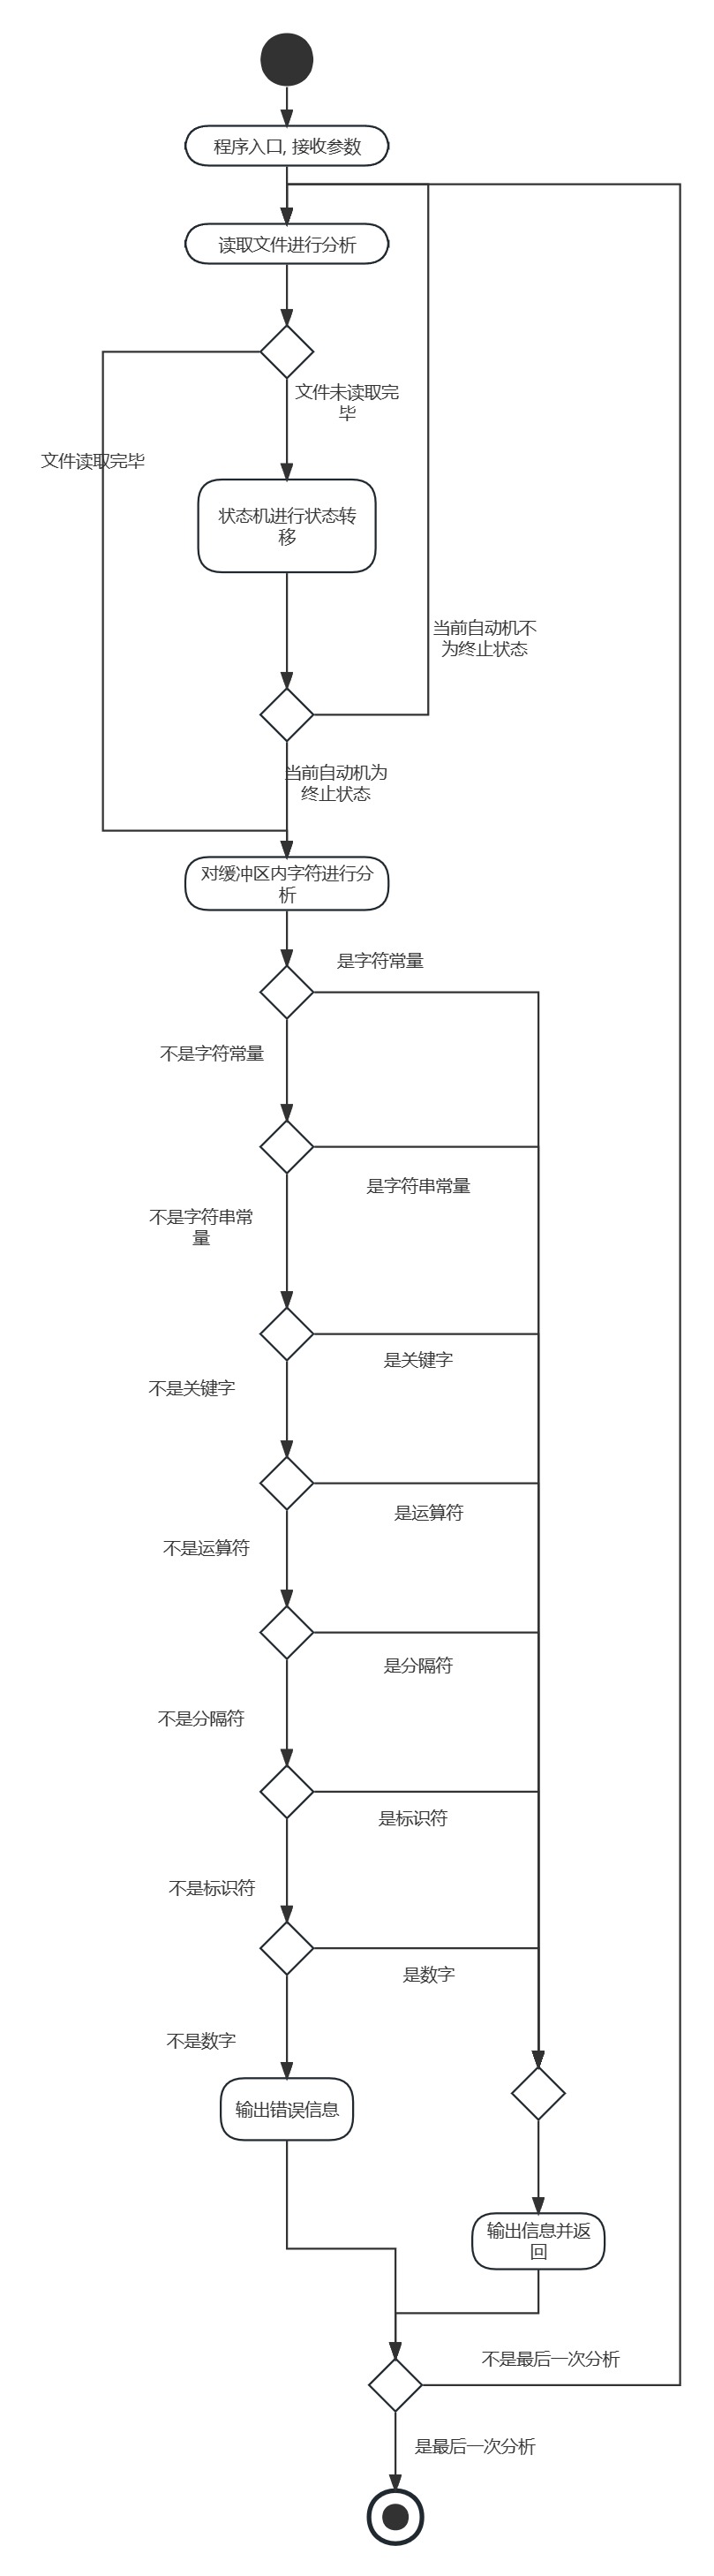 程序入口, 接收参数
读取文件进行分析
文件未读取完
毕
文件读取完毕
状态机进行状态转
移
当前自动机不
为终止状态
当前自动机为
终止状态
对缓冲区内字符进行分
析
是字符常量
不是字符常量
是字符串常量
不是字符串常
量
是关键字
不是关键字
是运算符
不是运算符
是分隔符
不是分隔符
是标识符
不是标识符
是数字
不是数字
输出错误信息
输出信息并返
回
不是最后一次分析
是最后一次分析